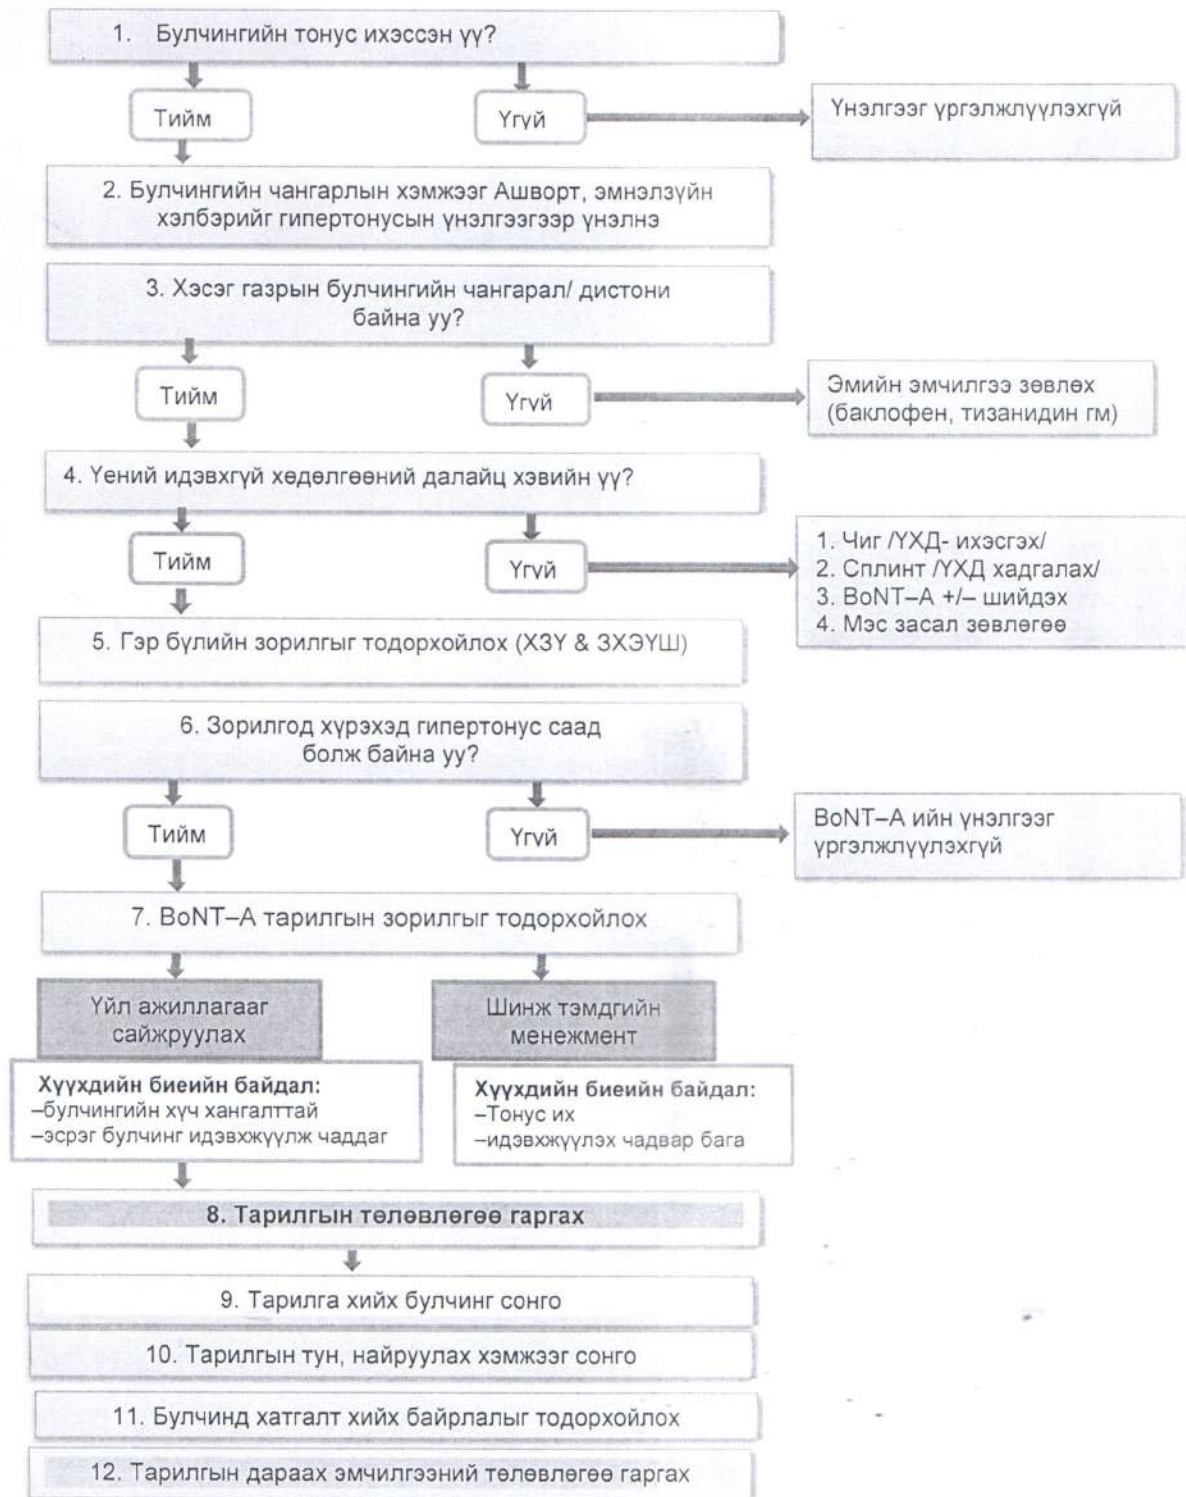 1. Булчингийн тонус ихэссэн үү?
Тийм
Үгүй
Үнэлгээг үргэлжлүүлэхгүй
2. Булчингийн чангарлын хэмжээг Ашворт, эмнэлзүйн
хэлбэрийг гипертонусын үнэлгээгээр үнэлнэ
3. Хэсэг газрын булчингийн чангарал/ дистони
байна уу?
Тийм
Үгүй
Эмийн эмчилгээ зөвлөх
(баклофен, тизанидин гм)
4. Үений идэвхгүй хөдөлгөөний далайц хэвийн үү?
Тийм
Үгүй
1. Чиг /ҮХД- ихэсгэх/
2. Сплинт /ҮХД хадгалах/
3. BoNT–A +/– шийдэх
4. Мэс засал зөвлөгөө
5. Гэр бүлийн зорилгыг тодорхойлох (ХЗҮ & ЗХЭҮШ)
6. Зорилгод хүрэхэд гипертонус саад
болж байна уу?
Тийм
Үгүй
BoNT–A ийн үнэлгээг
үргэлжлүүлэхгүй
7. BoNT–A тарилгын зорилгыг тодорхойлох
Үйл ажиллагааг
сайжруулах
Хүүхдийн биеийн байдал:
–булчингийн хүч хангалттай
–эсрэг булчинг идэвхжүүлж чаддаг
Шинж тэмдгийн
менежмент
Хүүхдийн биеийн байдал:
–Тонус их
–идэвхжүүлэх чадвар бага
8. Тарилгын төлөвлөгөө гаргах
9. Тарилга хийх булчинг сонго
10. Тарилгын тун, найруулах хэмжээг сонго
11. Булчинд хатгалт хийх байрлалыг тодорхойлох
12. Тарилгын дараах эмчилгээний төлөвлөгөө гаргах